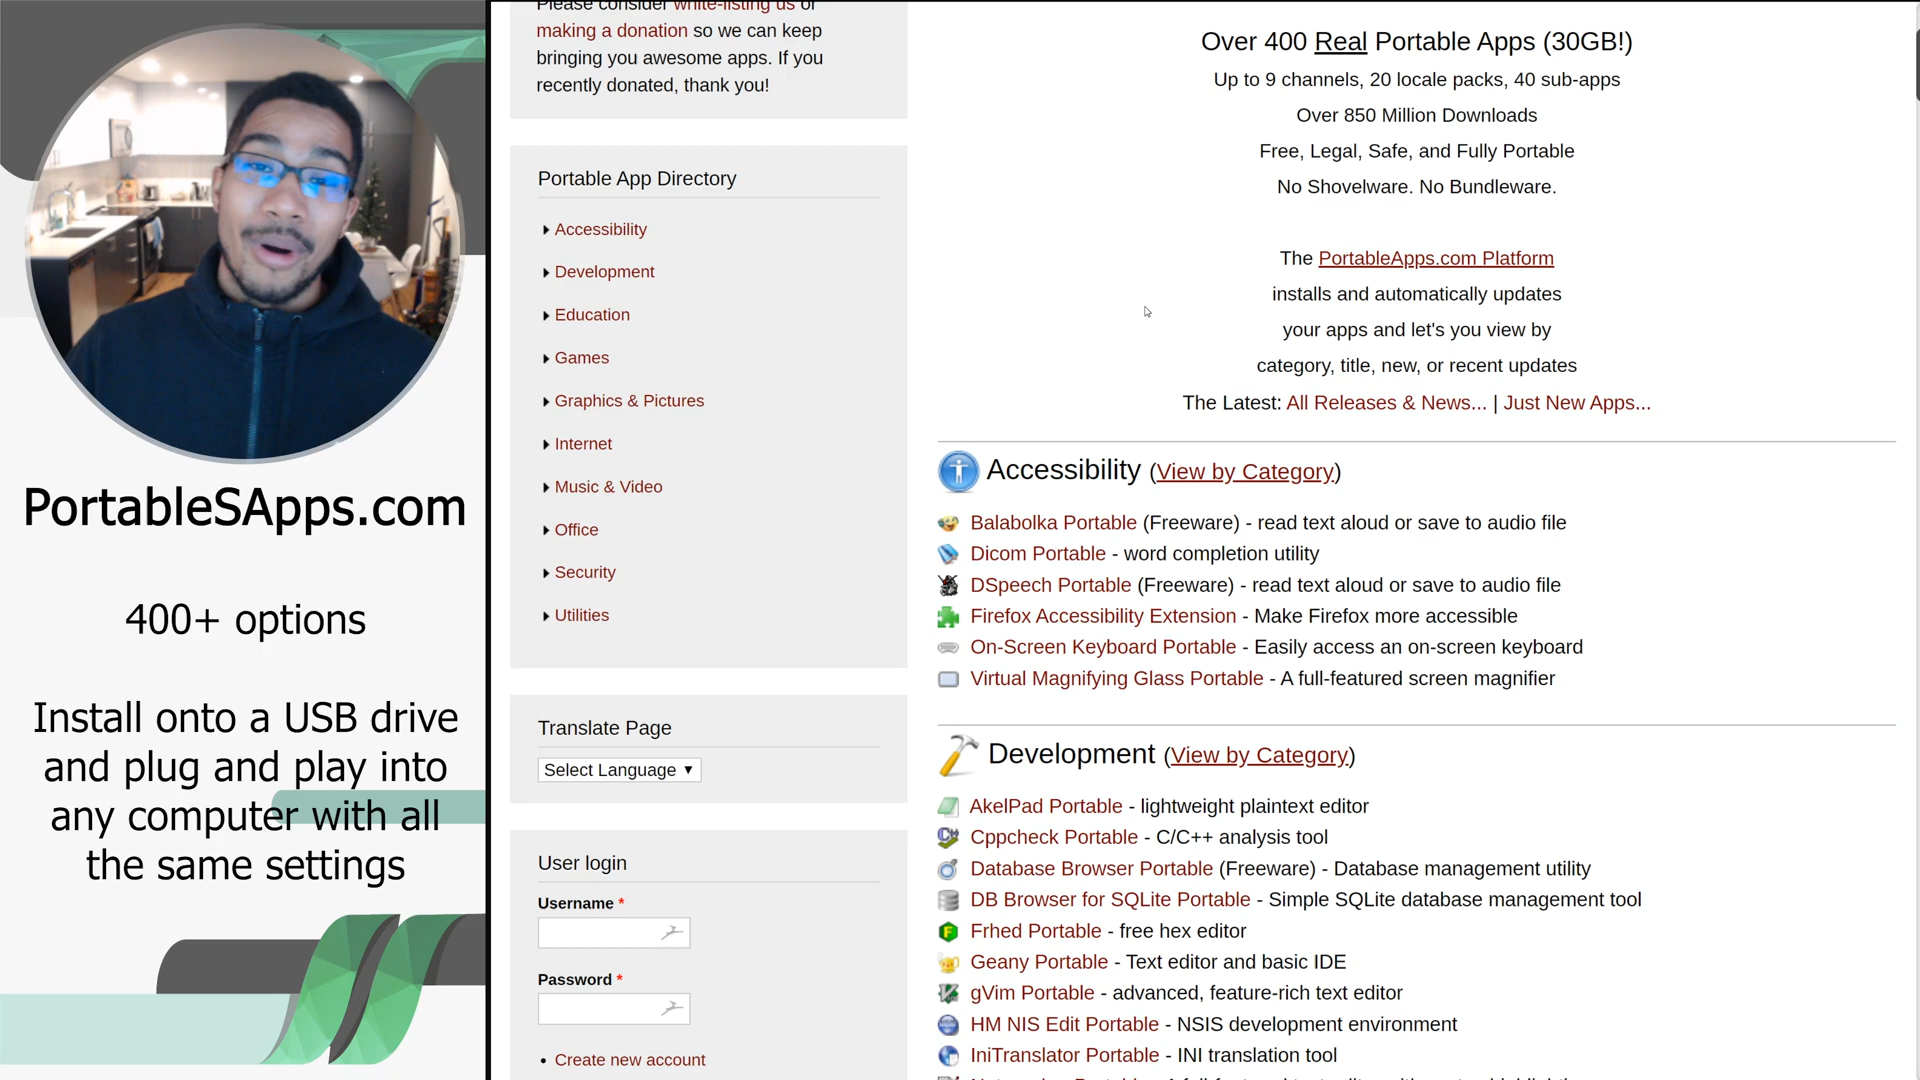 PortableSApps.com
400+ options
Install onto a USB drive
and plug and play into
any computer with all
the same settings
Please consider white-listing us or
making a donation so we can keep
bringing you awesome apps. If you
recently donated, thank you!
Portable App Directory
Accessibility
Development
Education
Games
Graphics & Pictures
Internet
Music & Video
Office
Security
Utilities
Translate Page
Select Language ▼
User login
Username *
Password *
Create new account
Over 400 Real Portable Apps (30GB!)
Up to 9 channels, 20 locale packs, 40 sub-apps
Over 850 Million Downloads
Free, Legal, Safe, and Fully Portable
No Shovelware. No Bundleware.
The PortableApps.com Platform
installs and automatically updates
your apps and let's you view by
category, title, new, or recent updates
The Latest: All Releases & News... | Just New Apps...
Accessibility (View by Category)
Balabolka Portable (Freeware) - read text aloud or save to audio file
Dicom Portable - word completion utility
DSpeech Portable (Freeware) - read text aloud or save to audio file
Firefox Accessibility Extension - Make Firefox more accessible
On-Screen Keyboard Portable - Easily access an on-screen keyboard
Virtual Magnifying Glass Portable - A full-featured screen magnifier
Development (View by Category)
AkelPad Portable - lightweight plaintext editor
Cppcheck Portable - C/C++ analysis tool
Database Browser Portable (Freeware) - Database management utility
DB Browser for SQLite Portable - Simple SQLite database management tool
Frhed Portable - free hex editor
Geany Portable - Text editor and basic IDE
gVim Portable - advanced, feature-rich text editor
HM NIS Edit Portable - NSIS development environment
IniTranslator Portable - INI translation tool